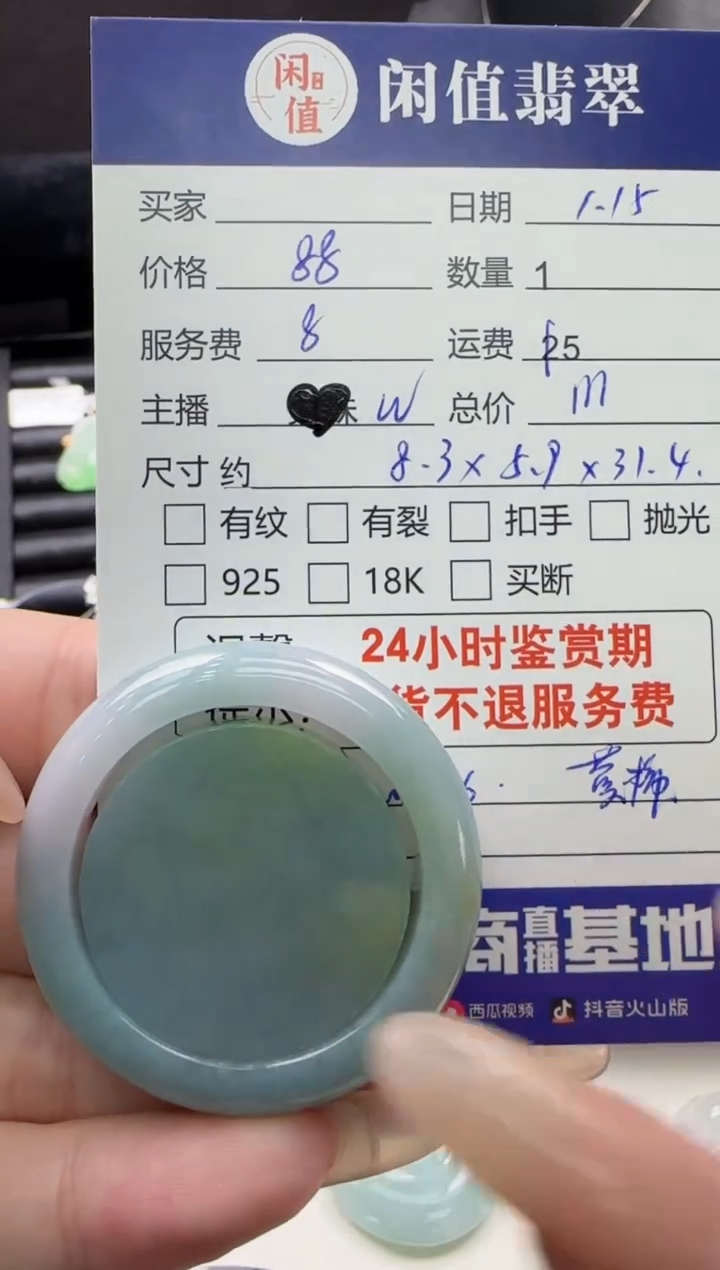 闲值
闲值翡翠
买家 日期 1.15
价格 88 数量 1
服务费 8 运费 15
主播 W 总价 111
尺寸 约 8.3×5.9×31.4.
有纹 有裂 扣手 抛光
925 18K 买断
24小时鉴赏期
货不退服务费
直播基地
西瓜视频 抖音火山版